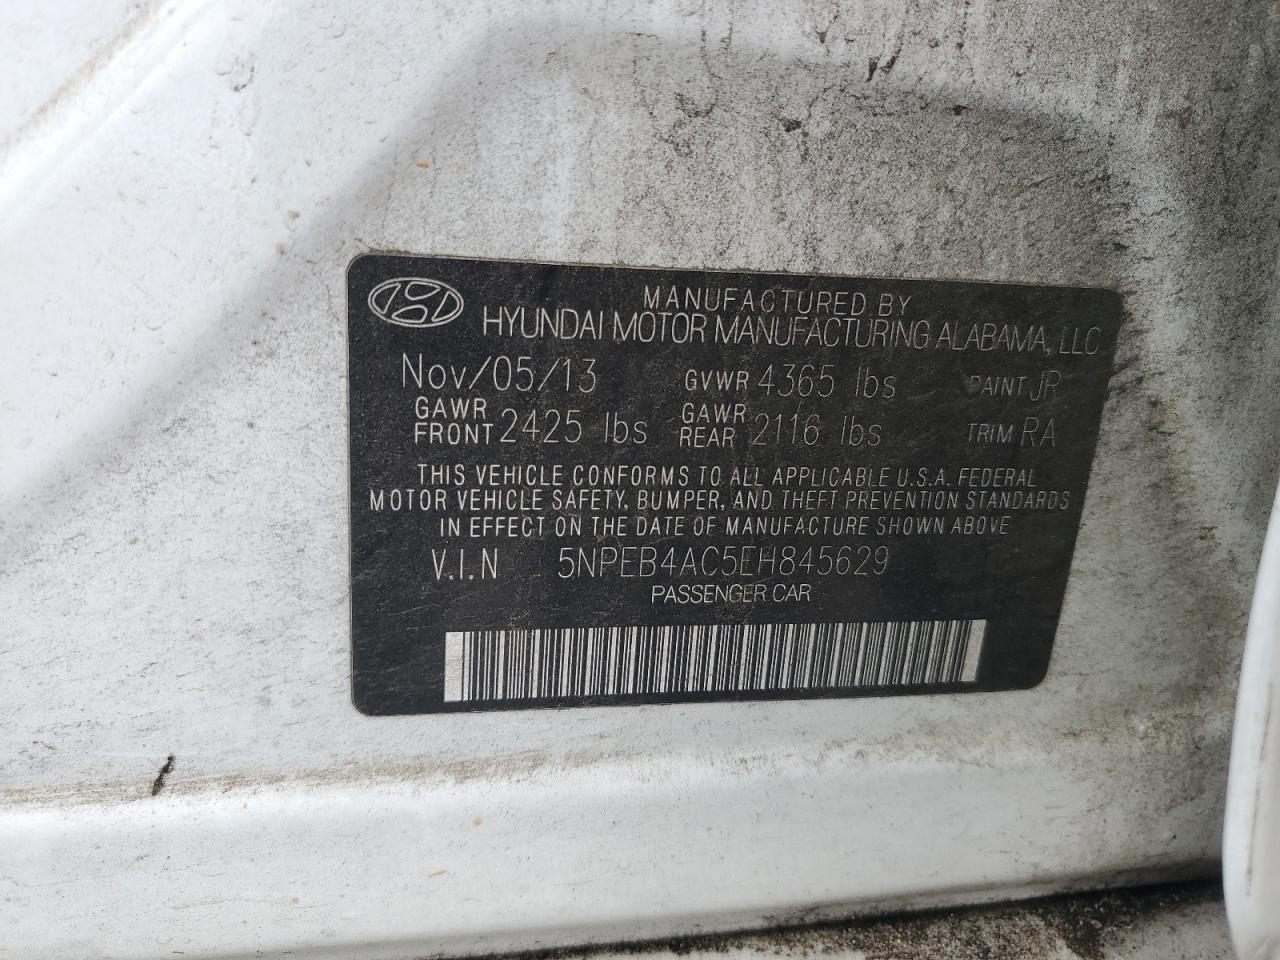 MANUFACTURED BY
HYUNDAI MOTOR MANUFACTURING ALABAMA, LLC
Nov/05/13 GVWR 4365 lbs PAINT JR
GAWR FRONT 2425 lbs GAWR REAR 2116 lbs TRIM RA
THIS VEHICLE CONFORMS TO ALL APPLICABLE U.S.A. FEDERAL
MOTOR VEHICLE SAFETY, BUMPER, AND THEFT PREVENTION STANDARDS
IN EFFECT ON THE DATE OF MANUFACTURE SHOWN ABOVE
V.I.N 5NPEB4AC5EH845629
PASSENGER CAR